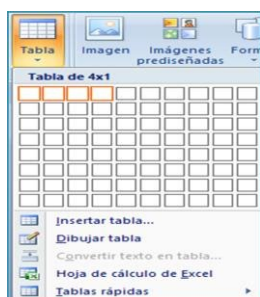 Tabla Imagen Imágenes prediseñadas Form
Tabla de 4x1
Insertar tabla...
Dibujar tabla
Convertir texto en tabla...
Hoja de cálculo de Excel
Tablas rápidas